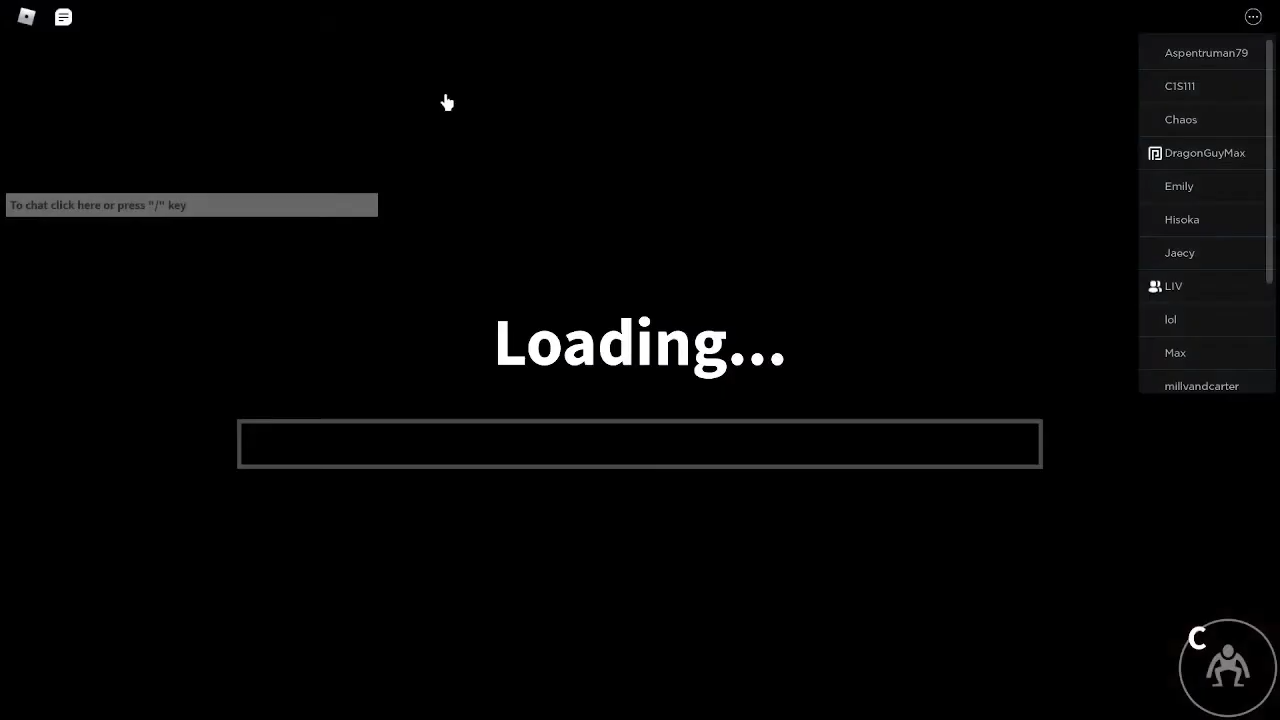 Aspentruman79
C1S111
Chaos
DragonGuyMax
Emily
To chat click here or press "/" key
Hisoka
Jaecy
LIV
lol
Loading...
Max
millvandcarter
C